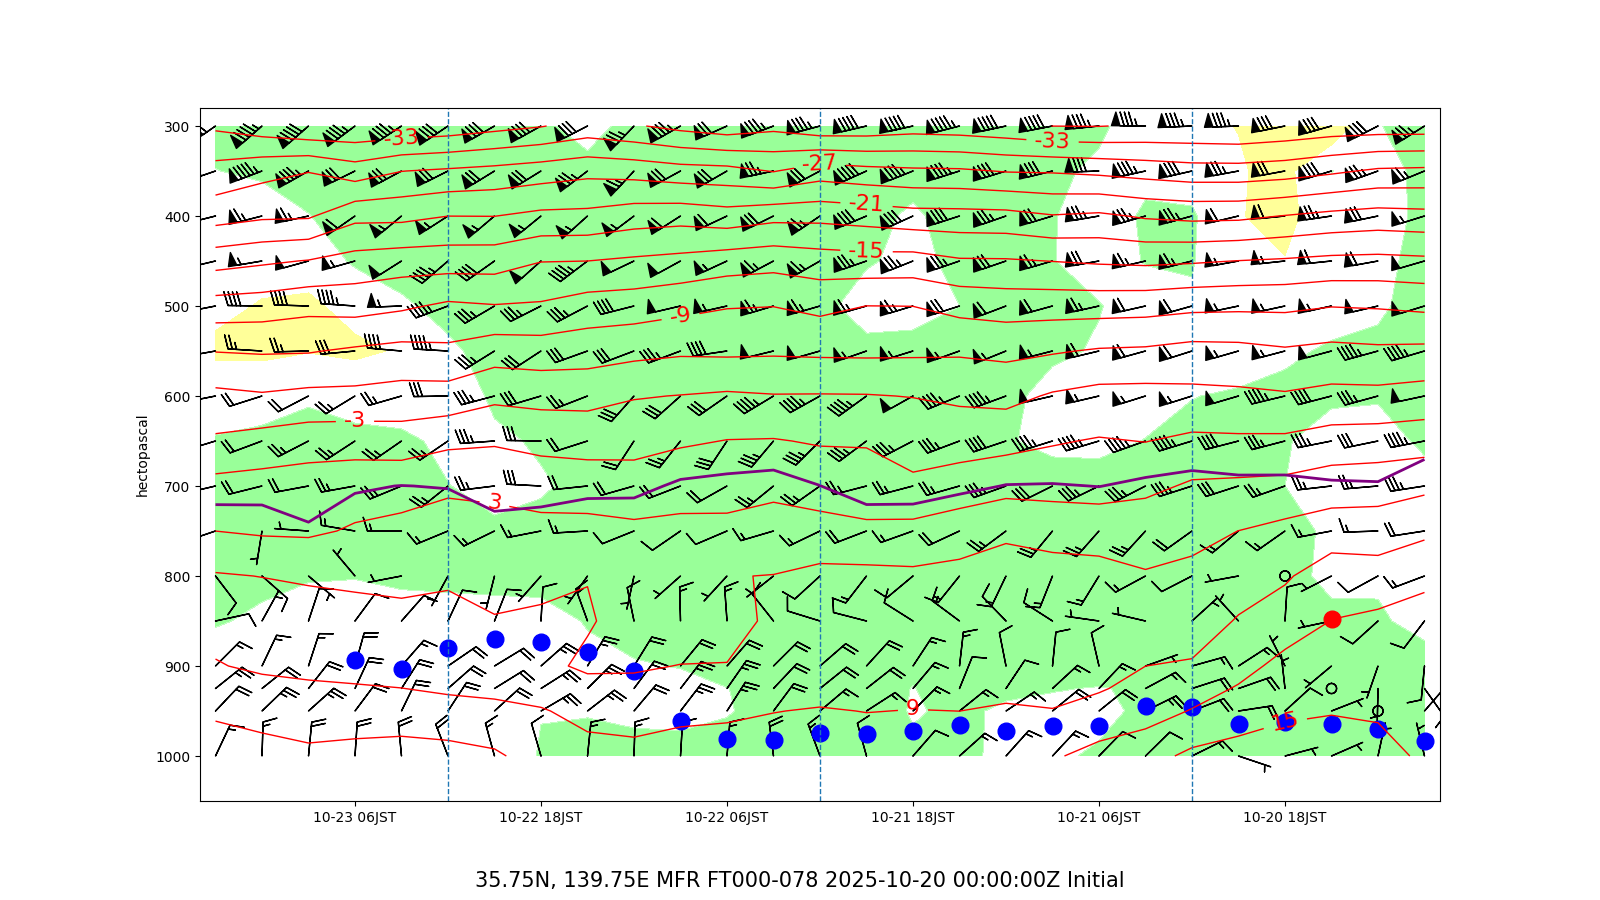 300
400
500
600
700
800
900
1000
hectopascal
-33
-33
-27
-21
-15
-9
-3
3
9
15
10-23 06JST
10-22 18JST
10-22 06JST
10-21 18JST
10-21 06JST
10-20 18JST
35.75N, 139.75E MFR FT000-078 2025-10-20 00:00:00Z Initial